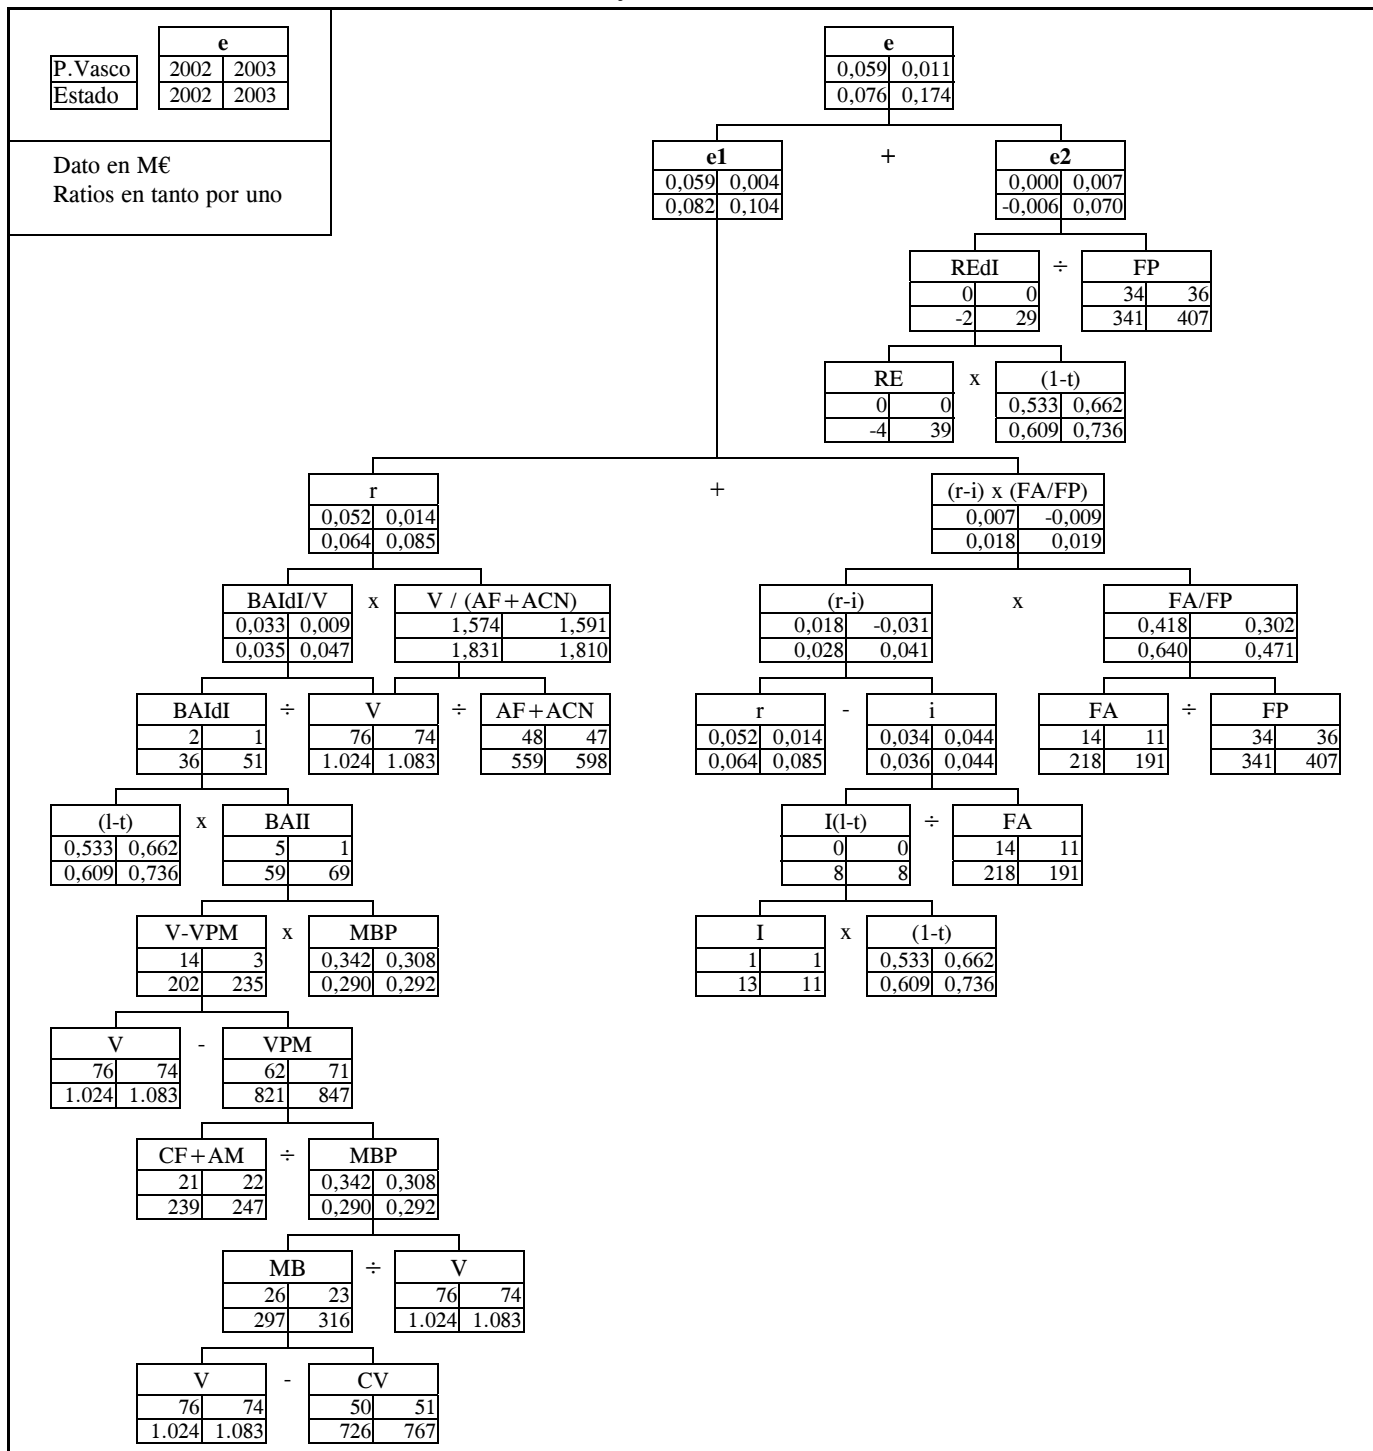 e
e
P.Vasco 2002 2003
0,059 0,011
Estado 2002 2003
0,076 0,174
Dato en M€
Ratios en tanto por uno
e1 + e2
0,059 0,004 0,000 0,007
0,082 0,104 -0,006 0,070
REdI ÷ FP
0 0 34 36
-2 29 341 407
RE x (1-t)
0 0 0,533 0,662
-4 39 0,609 0,736
r + (r-i) x (FA/FP)
0,052 0,014 0,007 -0,009
0,064 0,085 0,018 0,019
BAIdI/V x V / (AF+ACN) (r-i) x FA/FP
0,033 0,009 1,574 1,591 0,018 -0,031 0,418 0,302
0,035 0,047 1,831 1,810 0,028 0,041 0,640 0,471
BAIdI ÷ V ÷ AF+ACN r - i FA ÷ FP
2 1 76 74 48 47 0,052 0,014 0,034 0,044 14 11 34 36
36 51 1.024 1.083 559 598 0,064 0,085 0,036 0,044 218 191 341 407
(l-t) x BAII I(l-t) ÷ FA
0,533 0,662 5 1 0 0 14 11
0,609 0,736 59 69 8 8 218 191
V-VPM x MBP I x (1-t)
14 3 0,342 0,308 1 1 0,533 0,662
202 235 0,290 0,292 13 11 0,609 0,736
V - VPM
76 74 62 71
1.024 1.083 821 847
CF+AM ÷ MBP
21 22 0,342 0,308
239 247 0,290 0,292
MB ÷ V
26 23 76 74
297 316 1.024 1.083
V - CV
76 74 50 51
1.024 1.083 726 767